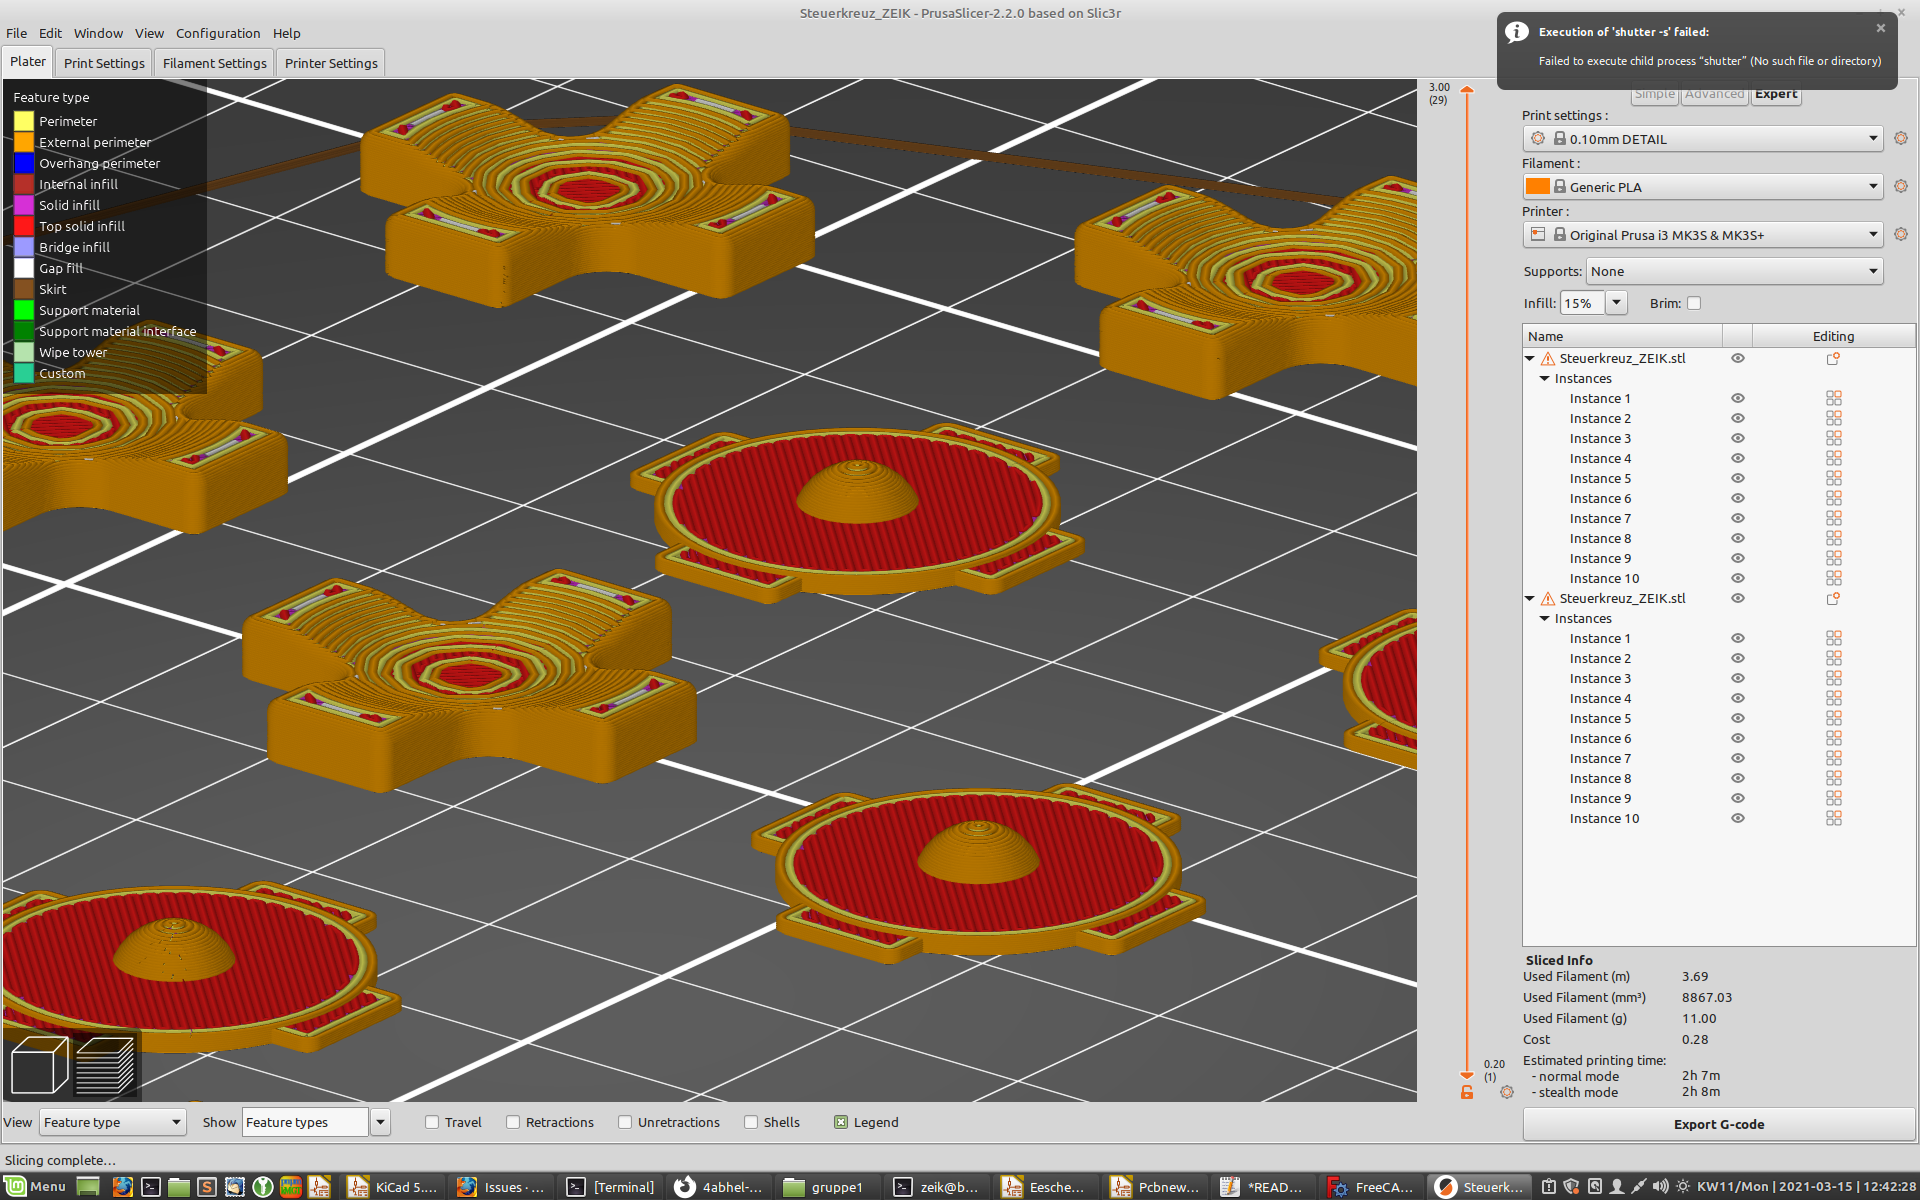 Steuerkreuz_ZEIK - PrusaSlicer-2.2.0 based on Slic3r
File Edit Window View Configuration Help
Execution of 'shutter -s' failed:
Failed to execute child process “shutter” (No such file or directory)
Plater Print Settings Filament Settings Printer Settings
Simple Advanced Expert
Feature type
Perimeter
External perimeter
Overhang perimeter
Internal infill
Solid infill
Top solid infill
Bridge infill
Gap fill
Skirt
Support material
Support material interface
Wipe tower
Custom
3.00
(29)
0.20
(1)
Print settings :
0.10mm DETAIL
Filament :
Generic PLA
Printer :
Original Prusa i3 MK3S & MK3S+
Supports: None
Infill: 15% Brim:
Name Editing
Steuerkreuz_ZEIK.stl
Instances
Instance 1
Instance 2
Instance 3
Instance 4
Instance 5
Instance 6
Instance 7
Instance 8
Instance 9
Instance 10
Steuerkreuz_ZEIK.stl
Instances
Instance 1
Instance 2
Instance 3
Instance 4
Instance 5
Instance 6
Instance 7
Instance 8
Instance 9
Instance 10
Sliced Info
Used Filament (m) 3.69
Used Filament (mm³) 8867.03
Used Filament (g) 11.00
Cost 0.28
Estimated printing time:
- normal mode 2h 7m
- stealth mode 2h 8m
Export G-code
View Feature type Show Feature types Travel Retractions Unretractions Shells Legend
Slicing complete...
Menu KiCad 5.... Issues · ... [Terminal] 4abhel-... gruppe1 zeik@b... Eesche... Pcbnew... *READ... FreeCA... Steuerk... KW11/Mon | 2021-03-15 | 12:42:28